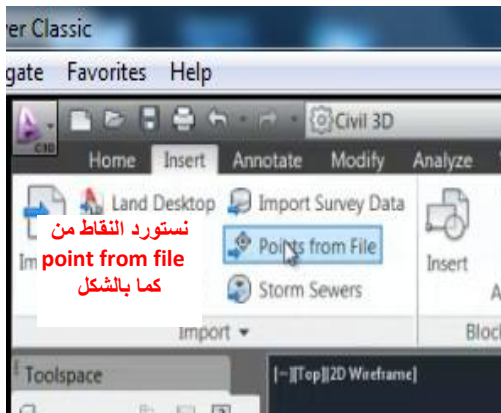 er Classic
gate Favorites Help
Civil 3D
C3D
Home Insert Annotate Modify Analyze
Land Desktop Import Survey Data
نستورد النقاط من
point from file
كما بالشكل
Im
Points from File
Insert
Storm Sewers
A
Import
Bloc
Toolspace
[-][Top][2D Wireframe]